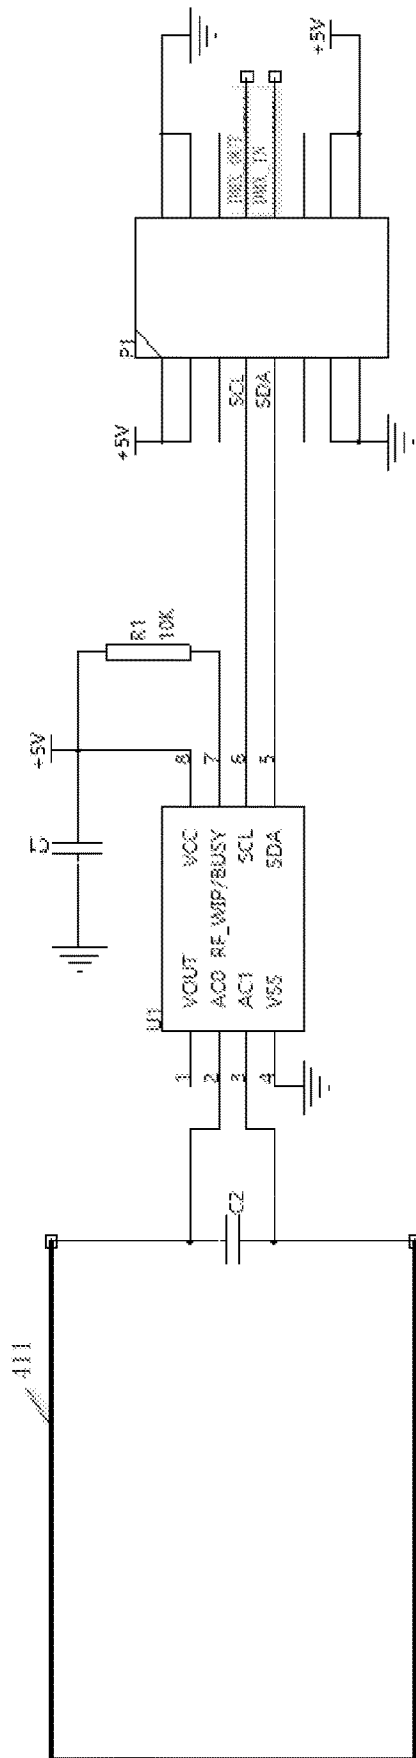 411
C2
U1
1
2
3
4
VOUT
AC0
AC1
VSS
VCC
RF_WIP/BUSY
SCL
SDA
8
7
6
5
+5V
R1
10K
+5V
SCL
SDA
P1
+5V